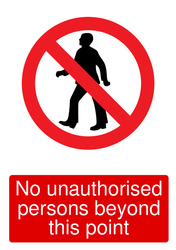 No unauthorised
persons beyond
this point